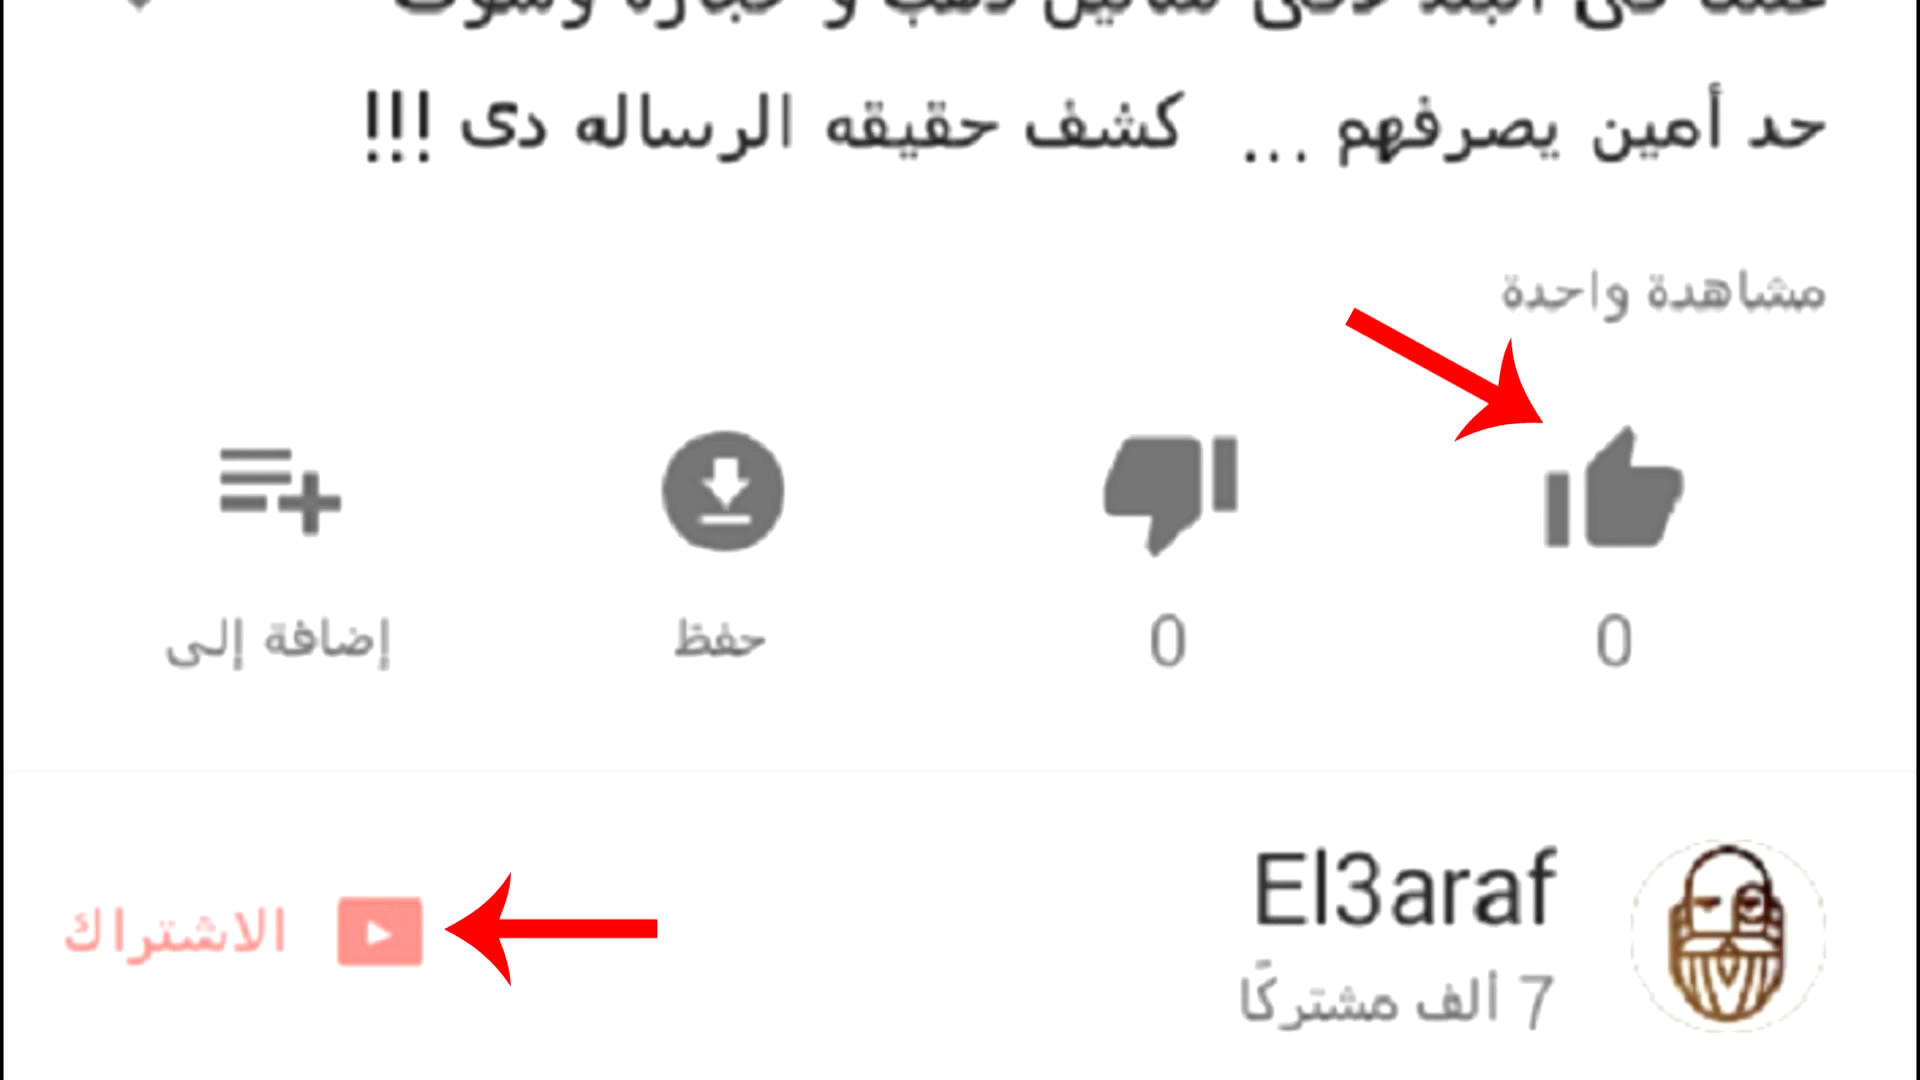 حد أمين يصرفهم ... كشف حقيقه الرساله دى !!!
مشاهدة واحدة
0
0
حفظ
إضافة إلى
El3araf
7 ألف مشتركًا
الاشتراك